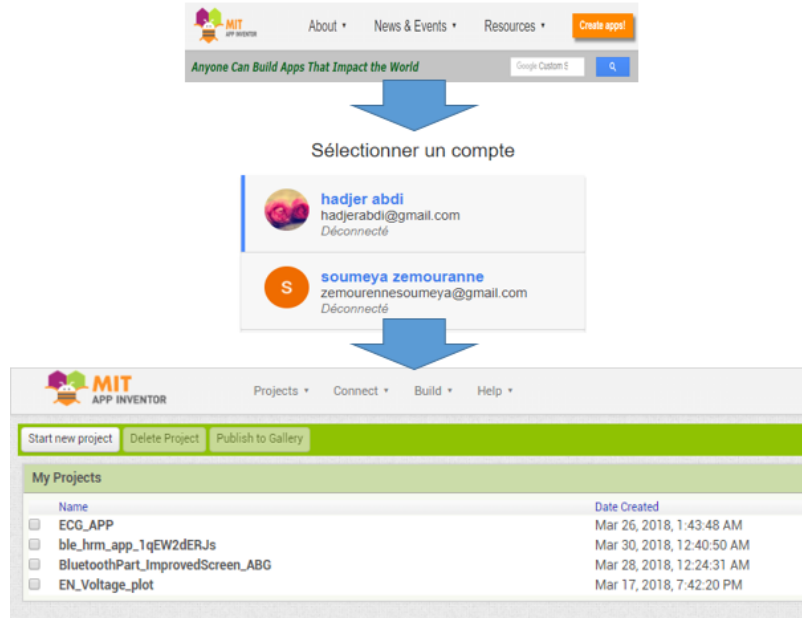 MIT
APP INVENTOR
About News & Events Resources Create apps!
Anyone Can Build Apps That Impact the World Google Custom S
Sélectionner un compte
hadjer abdi
hadjerabdi@gmail.com
Déconnecté
S
soumeya zemouranne
zemourennesoumeya@gmail.com
Déconnecté
MIT
APP INVENTOR
Projects Connect Build Help
Start new project Delete Project Publish to Gallery
My Projects
Name Date Created
ECG_APP Mar 26, 2018, 1:43:48 AM
ble_hrm_app_1qEW2dERJs Mar 30, 2018, 12:40:50 AM
BluetoothPart_ImprovedScreen_ABG Mar 28, 2018, 12:24:31 AM
EN_Voltage_plot Mar 17, 2018, 7:42:20 PM